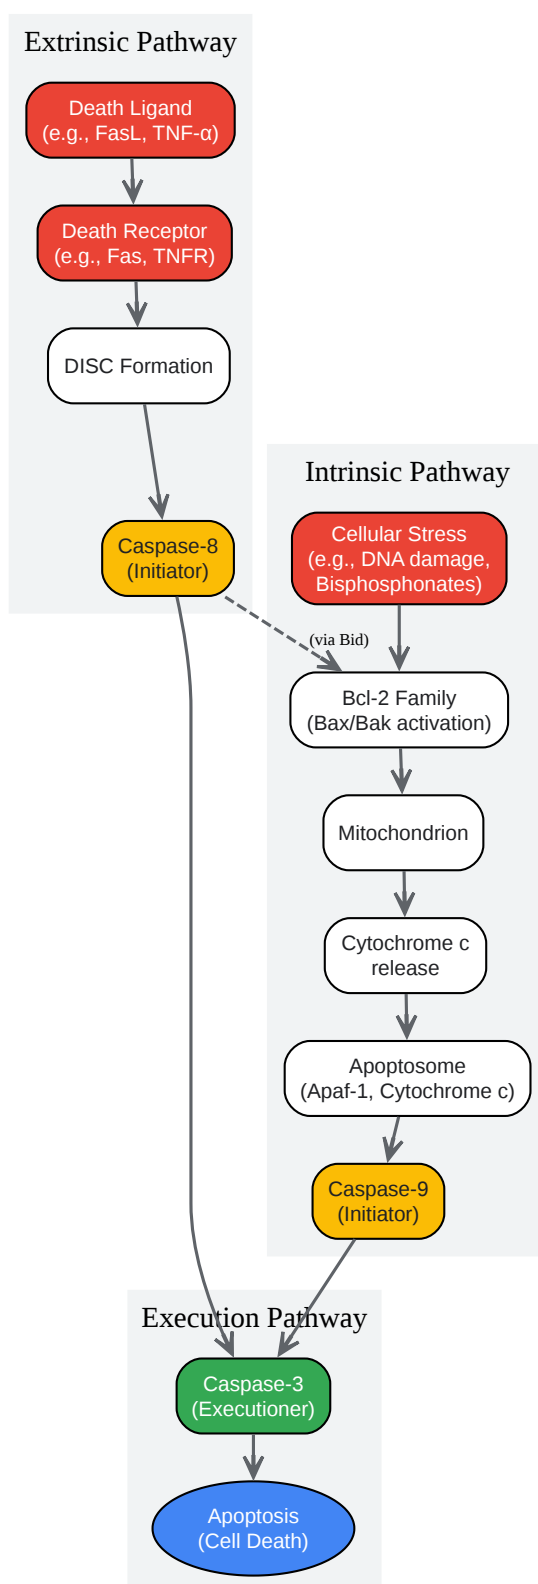 Extrinsic Pathway
Death Ligand
(e.g., FasL, TNF-α)
Death Receptor
(e.g., Fas, TNFR)
DISC Formation
Caspase-8
(Initiator)
Intrinsic Pathway
Cellular Stress
(e.g., DNA damage,
Bisphosphonates)
(via Bid)
Bcl-2 Family
(Bax/Bak activation)
Mitochondrion
Cytochrome c
release
Apoptosome
(Apaf-1, Cytochrome c)
Caspase-9
(Initiator)
Execution Pathway
Caspase-3
(Executioner)
Apoptosis
(Cell Death)